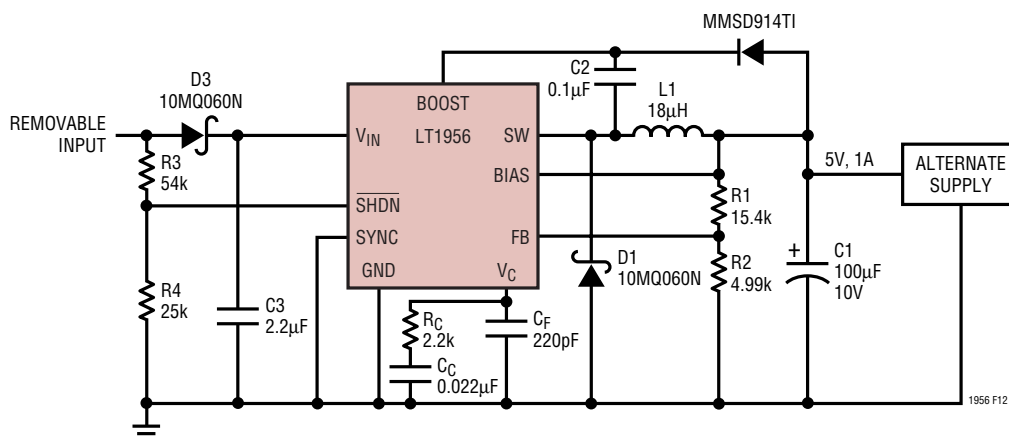 MMSD914TI
C2
0.1µF
D3
10MQ060N
L1
18µH
REMOVABLE
INPUT
BOOST
LT1956
VIN
SW
BIAS
SHDN
SYNC
FB
GND
VC
R3
54k
R4
25k
C3
2.2µF
RC
2.2k
CC
0.022µF
CF
220pF
D1
10MQ060N
R1
15.4k
R2
4.99k
5V, 1A
ALTERNATE
SUPPLY
+
C1
100µF
10V
1956 F12